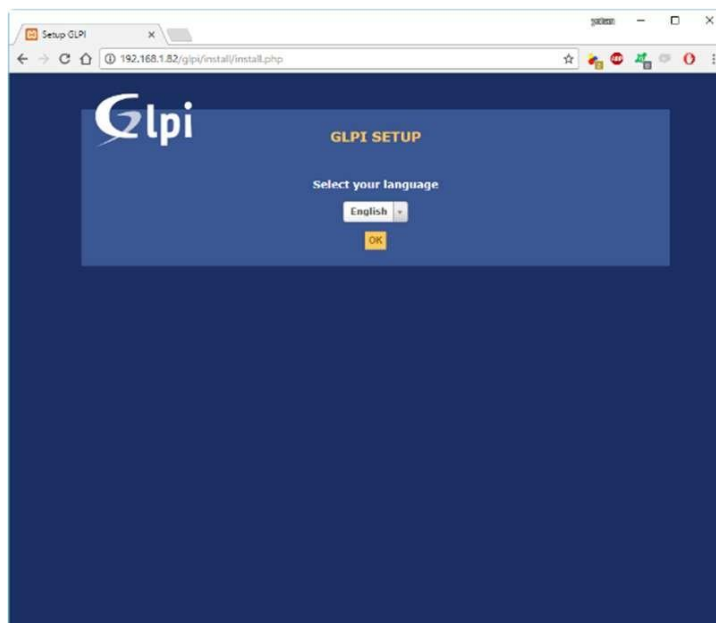 Setup GLPI
192.168.1.82/glpi/install/install.php
Glpi
GLPI SETUP
Select your language
English
OK